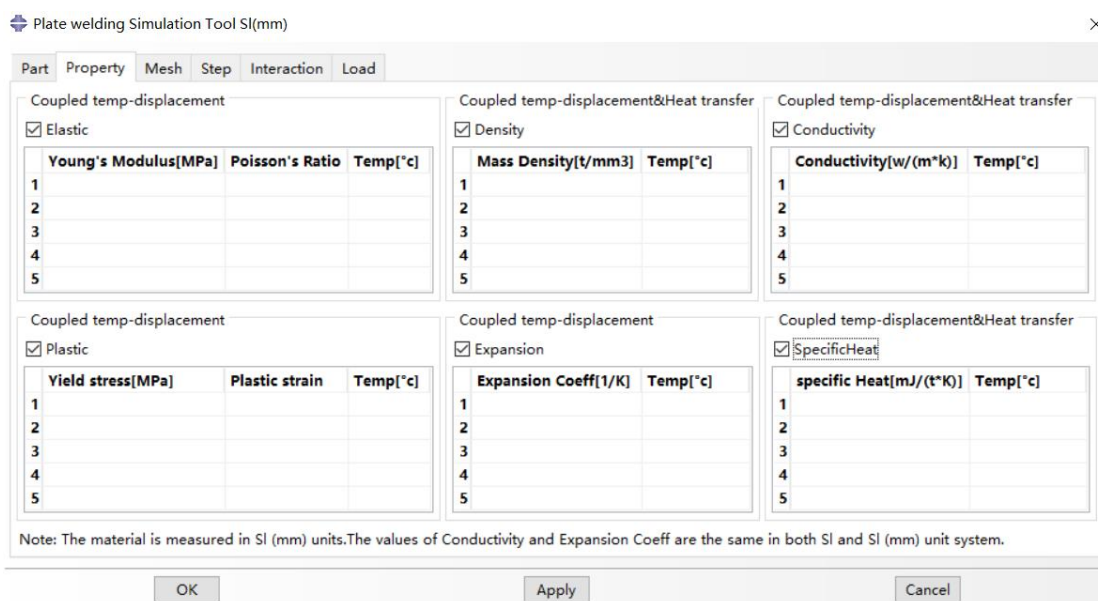 Plate welding Simulation Tool Sl(mm)
Part Property Mesh Step Interaction Load
Coupled temp-displacement
Elastic
Young's Modulus[MPa] Poisson's Ratio Temp[°c]
1
2
3
4
5
Coupled temp-displacement&Heat transfer
Density
Mass Density[t/mm3] Temp[°c]
1
2
3
4
5
Coupled temp-displacement&Heat transfer
Conductivity
Conductivity[w/(m*k)] Temp[°c]
1
2
3
4
5
Coupled temp-displacement
Plastic
Yield stress[MPa] Plastic strain Temp[°c]
1
2
3
4
5
Coupled temp-displacement
Expansion
Expansion Coeff[1/K] Temp[°c]
1
2
3
4
5
Coupled temp-displacement&Heat transfer
SpecificHeat
specific Heat[mJ/(t*K)] Temp[°c]
1
2
3
4
5
Note: The material is measured in Sl (mm) units.The values of Conductivity and Expansion Coeff are the same in both Sl and Sl (mm) unit system.
OK Apply Cancel